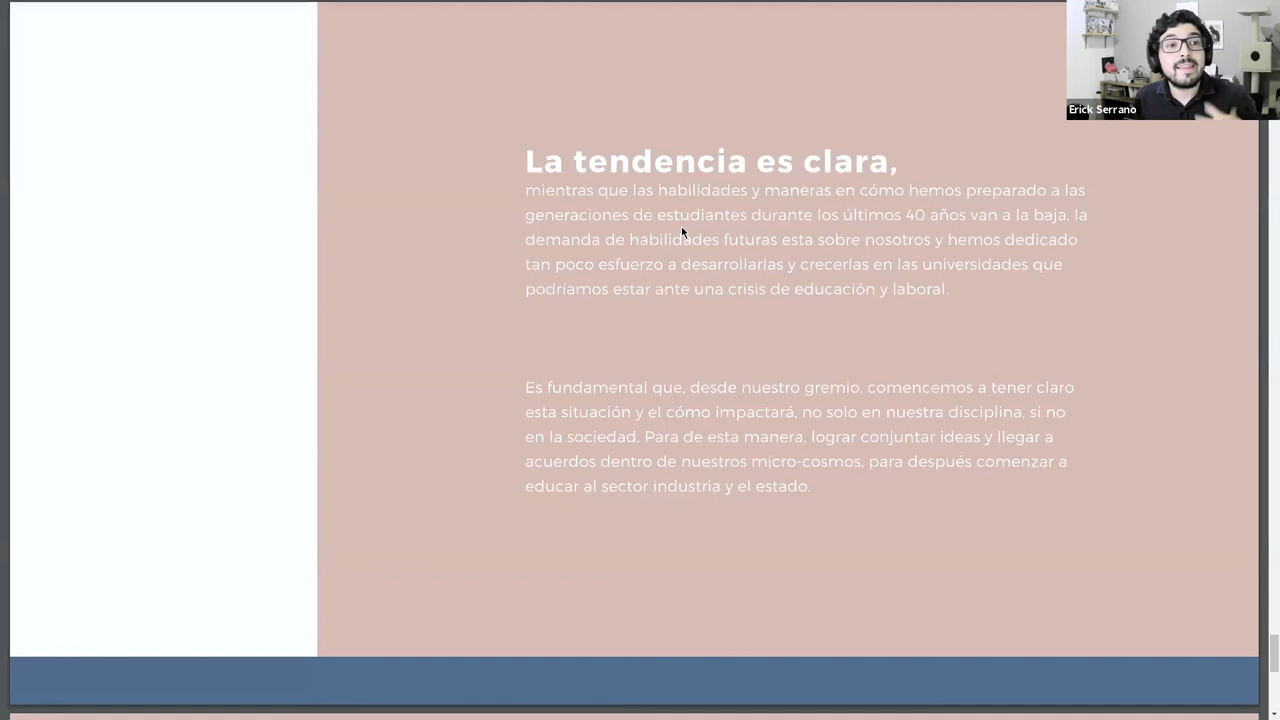 Erick Serrano
La tendencia es clara,
mientras que las habilidades y maneras en cómo hemos preparado a las
generaciones de estudiantes durante los últimos 40 años van a la baja, la
demanda de habilidades futuras esta sobre nosotros y hemos dedicado
tan poco esfuerzo a desarrollarlas y crecerlas en las universidades que
podríamos estar ante una crisis de educación y laboral.
Es fundamental que, desde nuestro gremio, comencemos a tener claro
esta situación y el cómo impactará, no solo en nuestra disciplina, si no
en la sociedad. Para de esta manera, lograr conjuntar ideas y llegar a
acuerdos dentro de nuestros micro-cosmos, para después comenzar a
educar al sector industria y el estado.